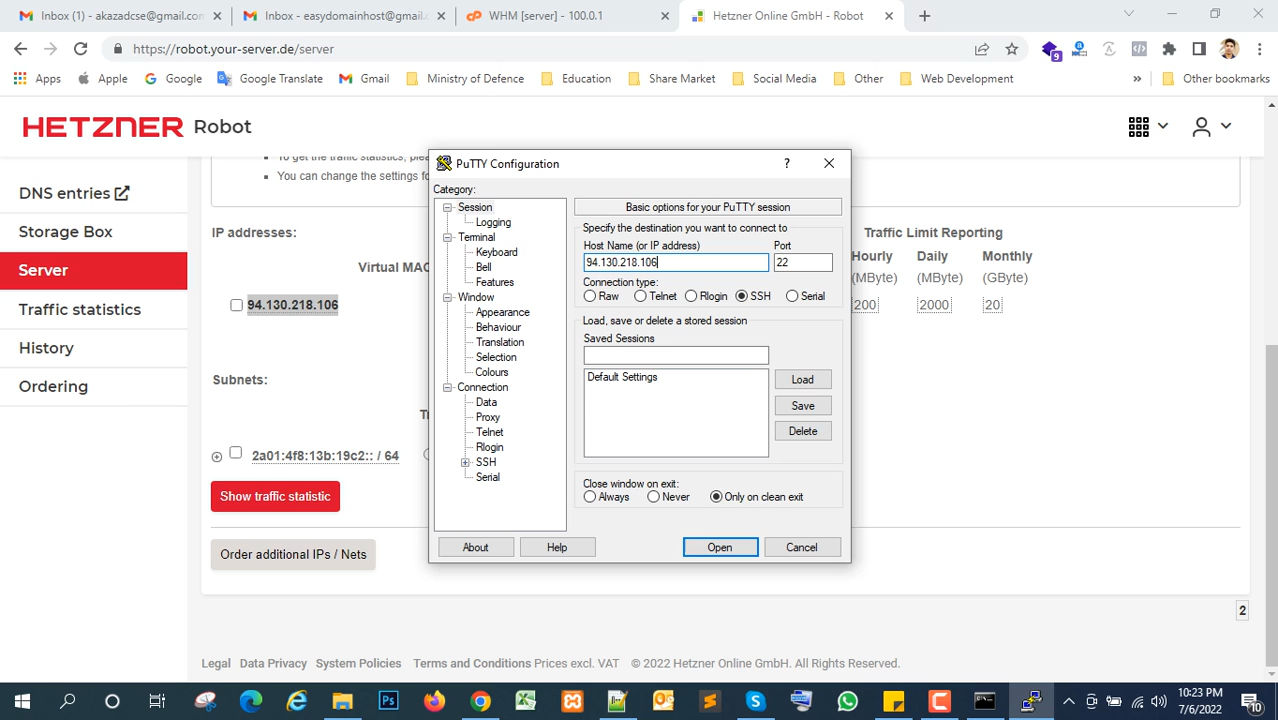 Inbox (1) - akazadcse@gmail.com
Inbox - easydomainhost@gmail.c
WHM [server] - 100.0.1
Hetzner Online GmbH - Robot
https://robot.your-server.de/server
9
Apps
Apple
Google
Google Translate
Gmail
Ministry of Defence
Education
Share Market
Social Media
Other
Web Development
»
Other bookmarks
HETZNER Robot
DNS entries
Storage Box
Server
Traffic statistics
History
Ordering
To get the traffic statistics, ple
You can change the settings fo
IP addresses:
Virtual MAC
94.130.218.106
Traffic Limit Reporting
Hourly Daily Monthly
(MByte) (MByte) (GByte)
200 2000 20
Subnets:
2a01:4f8:13b:19c2:: / 64
Show traffic statistic
Order additional IPs / Nets
2
Legal Data Privacy System Policies Terms and Conditions Prices excl. VAT © 2022 Hetzner Online GmbH. All Rights Reserved.
PuTTY Configuration
?
Category:
Session
Logging
Terminal
Keyboard
Bell
Features
Window
Appearance
Behaviour
Translation
Selection
Colours
Connection
Data
Proxy
Telnet
Rlogin
SSH
Serial
Basic options for your PuTTY session
Specify the destination you want to connect to
Host Name (or IP address) Port
94.130.218.106 22
Connection type:
Raw Telnet Rlogin SSH Serial
Load, save or delete a stored session
Saved Sessions
Default Settings
Load
Save
Delete
Close window on exit:
Always Never Only on clean exit
About
Help
Open
Cancel
Ps
10:23 PM
7/6/2022
10